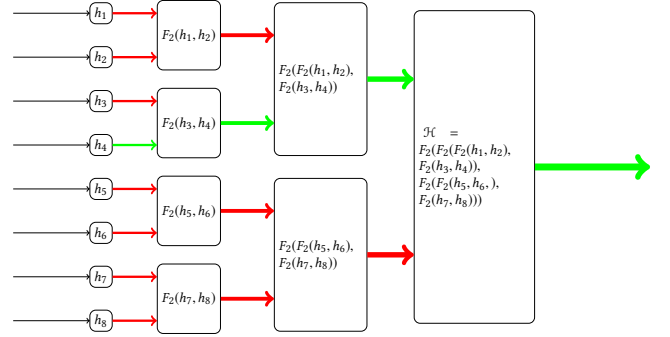 h₁
h₂
h₃
h₄
h₅
h₆
h₇
h₈
F₂(h₁, h₂)
F₂(h₃, h₄)
F₂(h₅, h₆)
F₂(h₇, h₈)
F₂(F₂(h₁, h₂),
F₂(h₃, h₄))
F₂(F₂(h₅, h₆),
F₂(h₇, h₈))
ℋ =
F₂(F₂(F₂(h₁, h₂),
F₂(h₃, h₄)),
F₂(F₂(h₅, h₆, ),
F₂(h₇, h₈)))